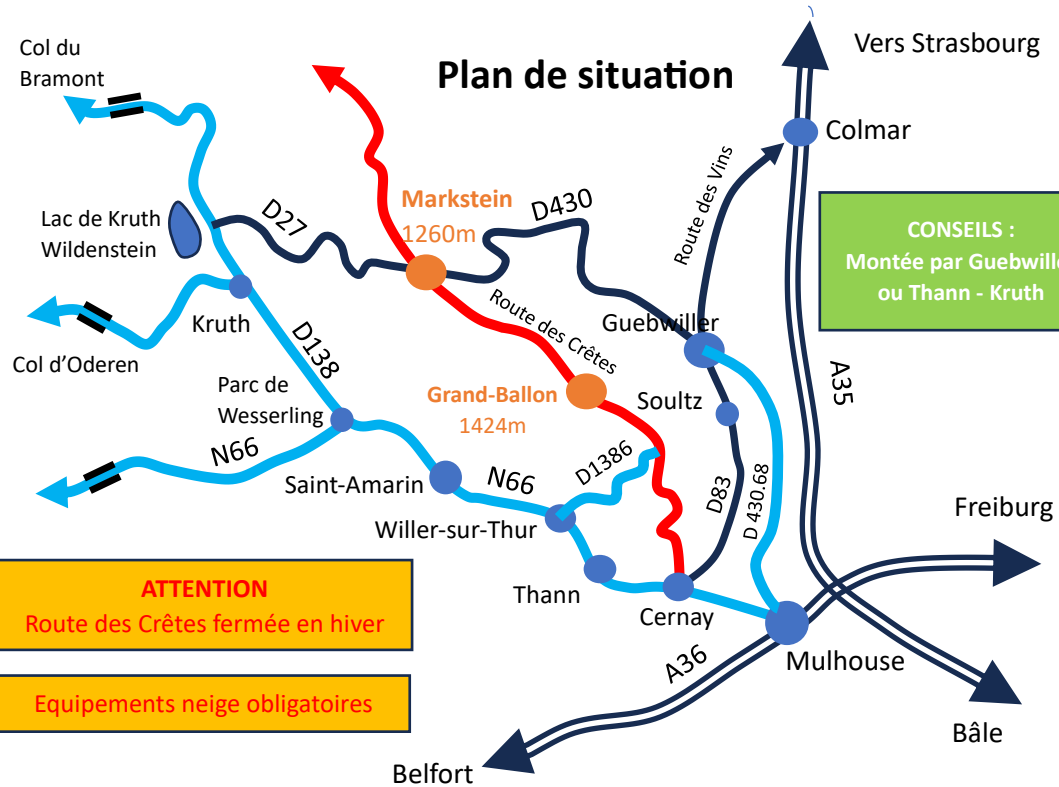 Plan de situation
Col du
Bramont
Vers Strasbourg
Colmar
Markstein
1260m
D430
Route des Vins
D27
Lac de Kruth
Wildenstein
CONSEILS :
Montée par Guebwille
ou Thann - Kruth
Route des Crêtes
Guebwiller
Kruth
Col d'Oderen
D138
A35
Parc de
Wesserling
Grand-Ballon
1424m
Soultz
N66
Saint-Amarin
N66
D1386
D83
D 430.68
Willer-sur-Thur
Freiburg
ATTENTION
Route des Crêtes fermée en hiver
Thann
Cernay
Mulhouse
A36
Equipements neige obligatoires
Bâle
Belfort